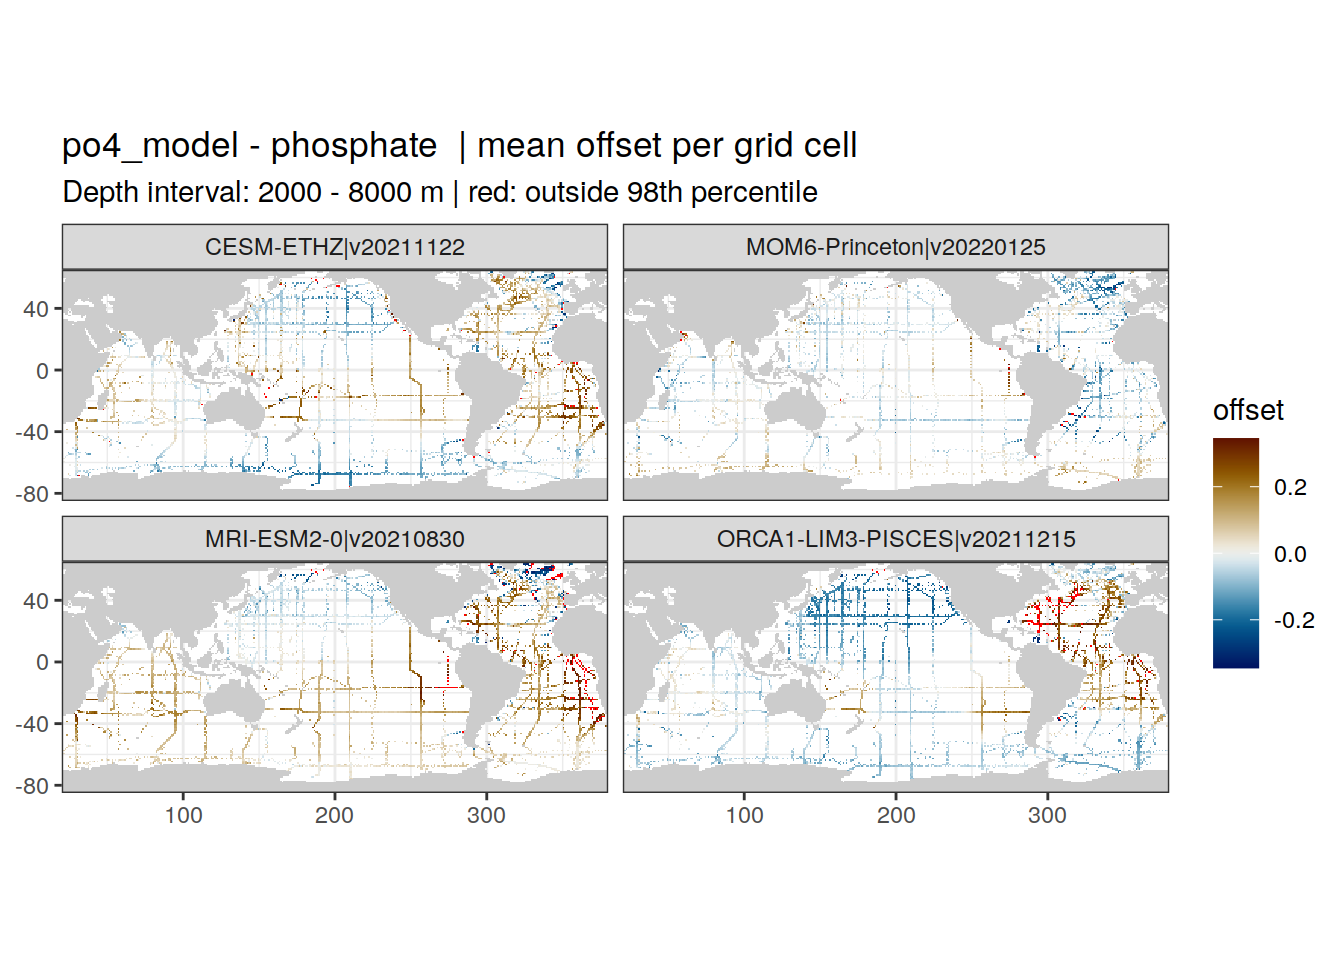 po4_model - phosphate | mean offset per grid cell
Depth interval: 2000 - 8000 m | red: outside 98th percentile
CESM-ETHZ|v20211122
MOM6-Princeton|v20220125
40
0
-40
-80
MRI-ESM2-0|v20210830
ORCA1-LIM3-PISCES|v20211215
40
0
-40
-80
100
200
300
100
200
300
offset
0.2
0.0
-0.2